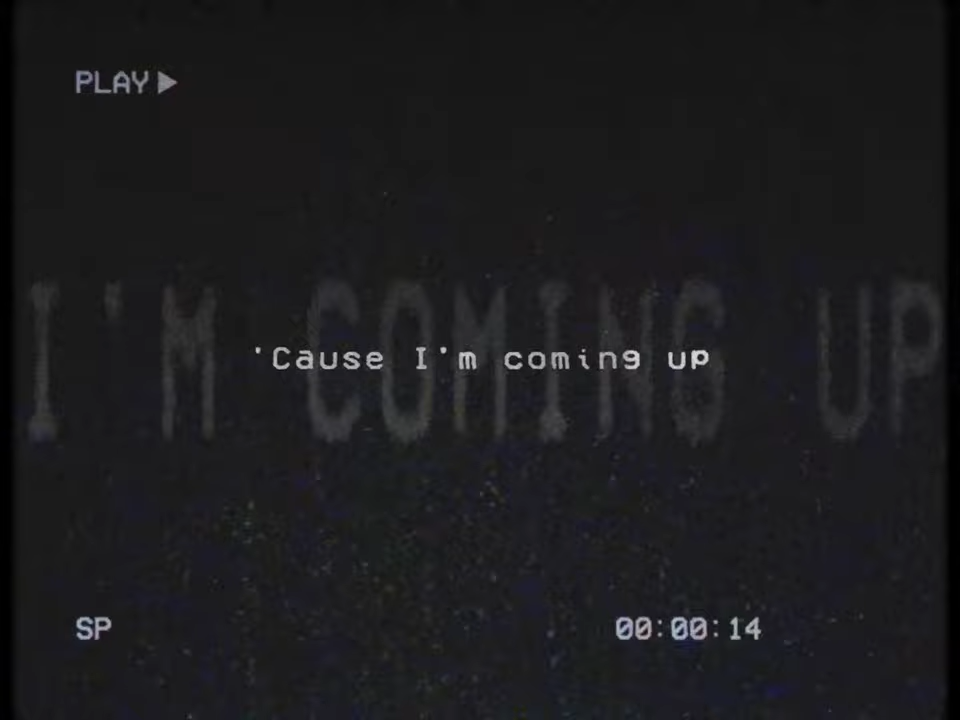 PLAY ▶
I'M COMING UP
'Cause I'm coming up
SP
00:00:14